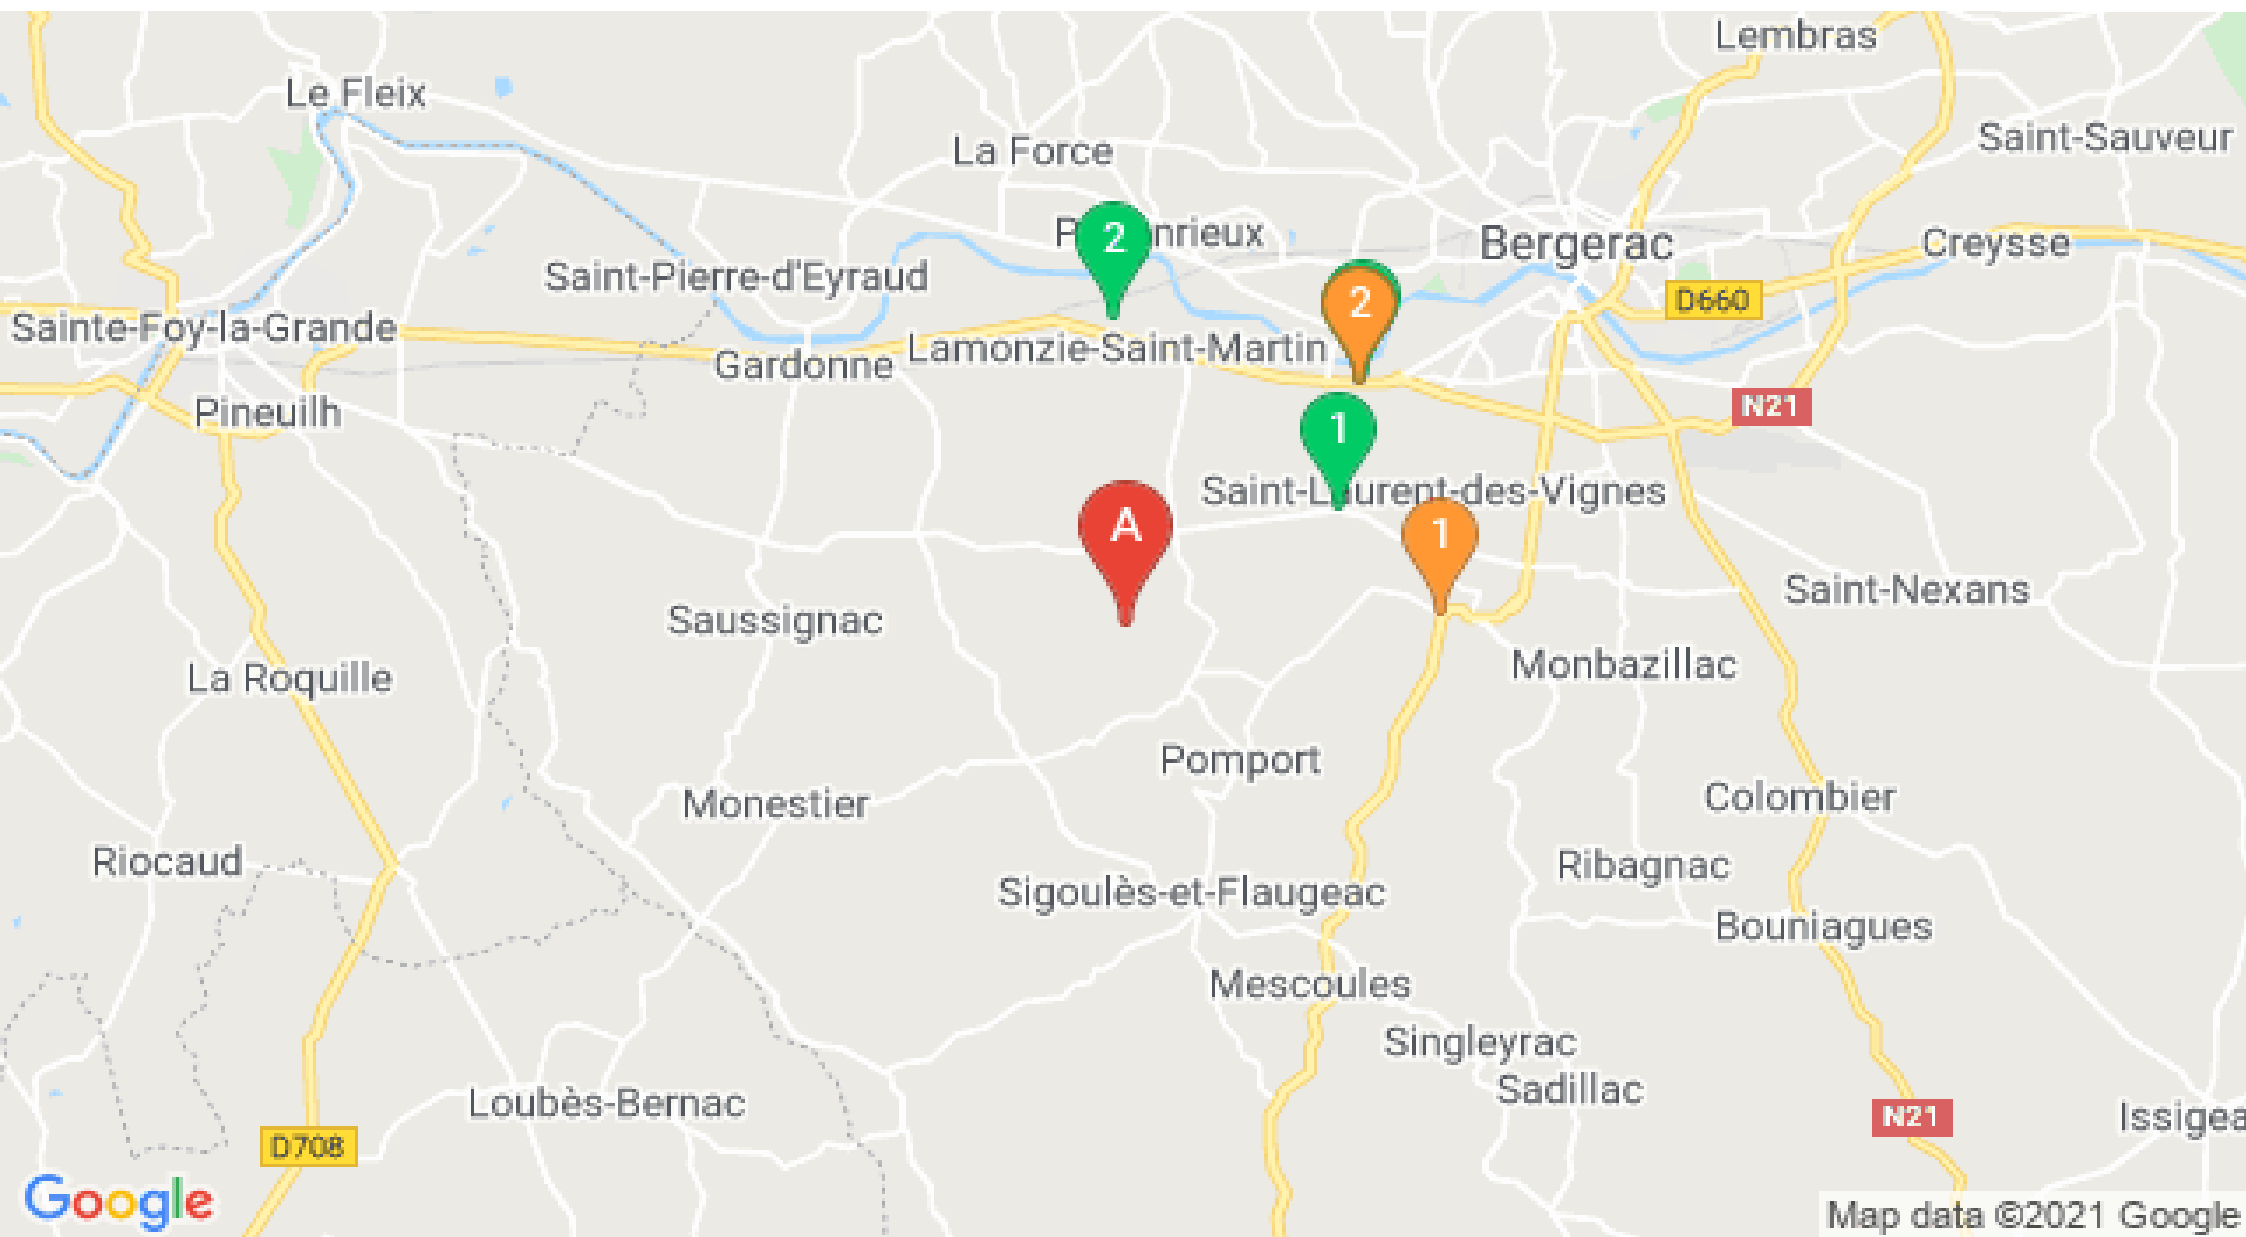 Lembras
Le Fleix
Saint-Sauveur
La Force
2
nrieux
Bergerac
Creysse
Saint-Pierre-d'Eyraud
D660
2
Sainte-Foy-la-Grande
Lamonzie-Saint-Martin
Gardonne
N21
Pineuilh
1
Saint-Laurent-des-Vignes
A
1
Saint-Nexans
Saussignac
Monbazillac
La Roquille
Pomport
Colombier
Monestier
Riocaud
Ribagnac
Sigoulès-et-Flaugeac
Bouniagues
Mescoules
Singleyrac
Sadillac
Loubès-Bernac
N21
Issigea
D708
Google
Map data ©2021 Google